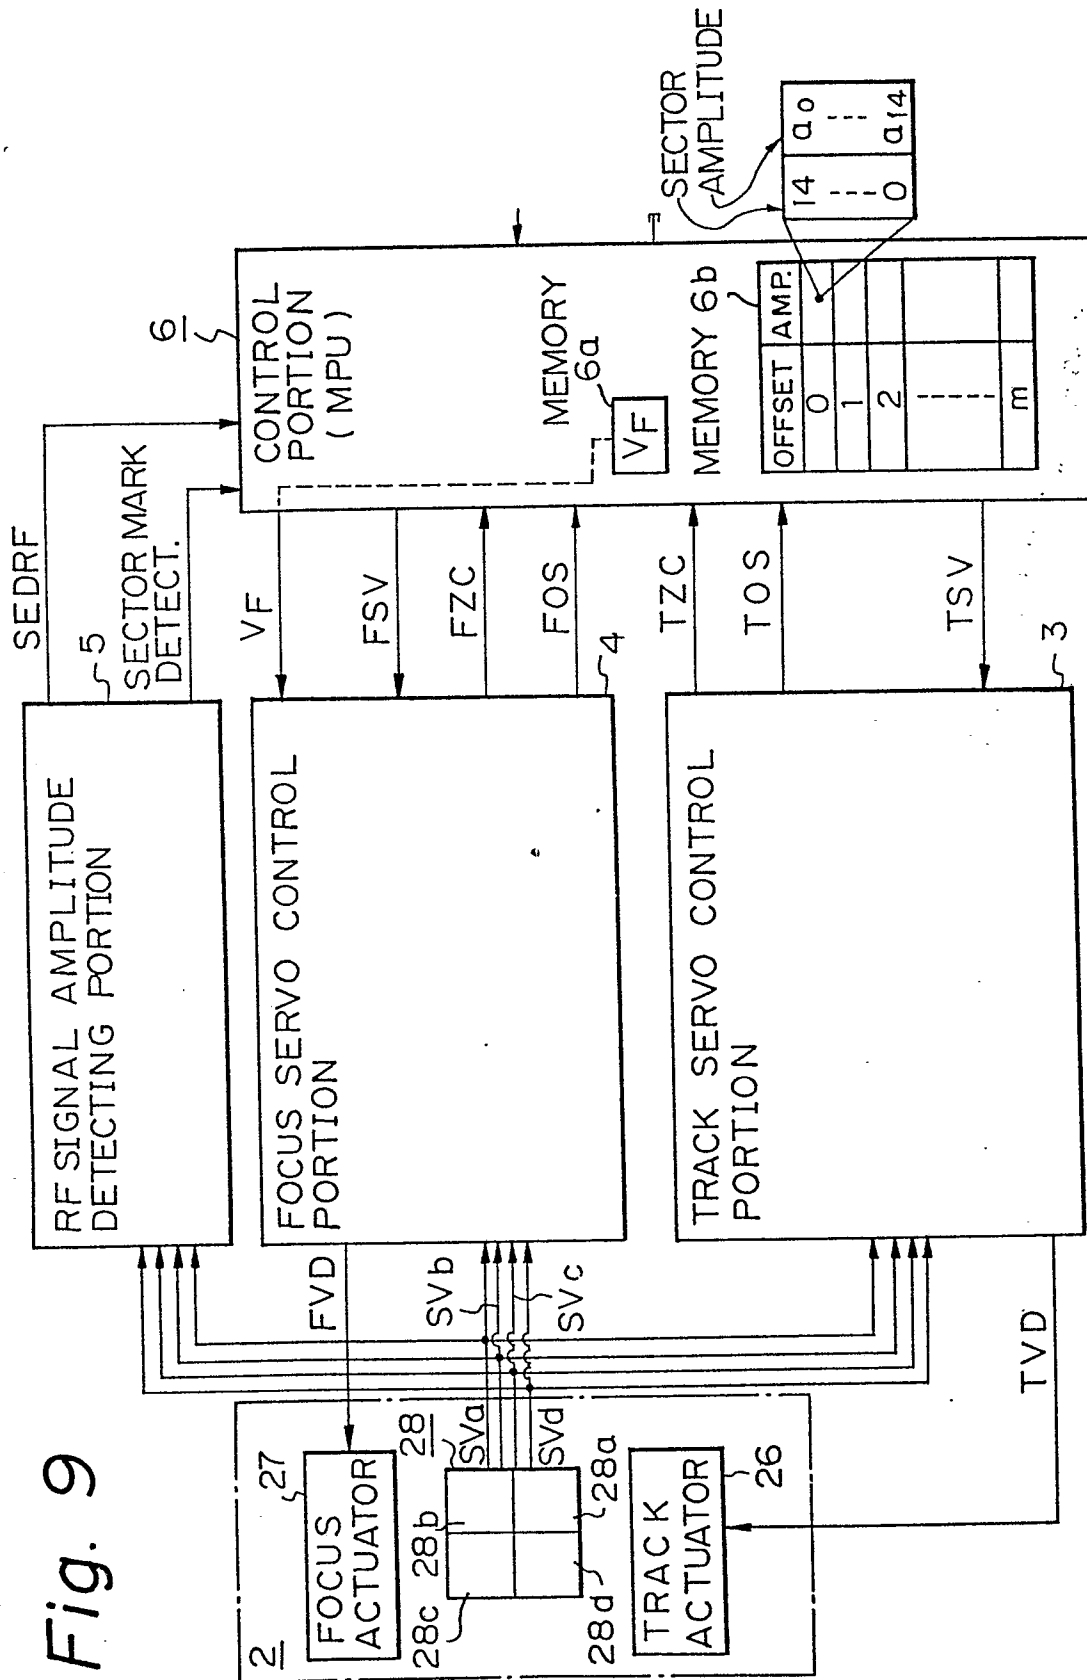 Fig. 9
2
FOCUS
ACTUATOR
27
28c
28b
28
28d
28a
TRACK
ACTUATOR
26
SVa
SVd
SVb
SVc
FVD
TVD
RF SIGNAL AMPLITUDE
DETECTING PORTION
5
FOCUS SERVO CONTROL
PORTION
4
TRACK SERVO CONTROL
PORTION
3
SEDRF
SECTOR MARK
DETECT.
VF
FSV
FZC
FOS
TZC
TOS
TSV
6
CONTROL
PORTION
(MPU)
MEMORY
6a
VF
MEMORY 6b
OFFSET AMP.
0
1
2
m
SECTOR
AMPLITUDE
14 a0
0 a14